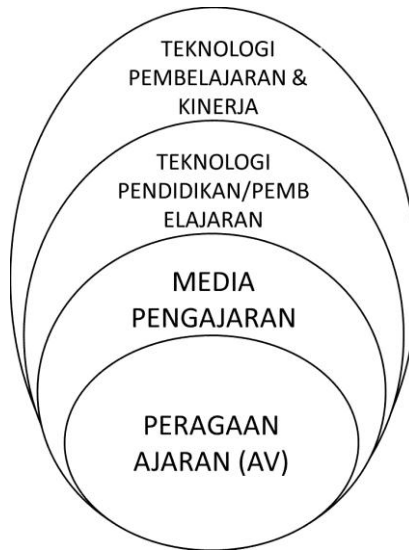 TEKNOLOGI
PEMBELAJARAN &
KINERJA
TEKNOLOGI
PENDIDIKAN/PEMB
ELAJARAN
MEDIA
PENGAJARAN
PERAGAAN
AJARAN (AV)